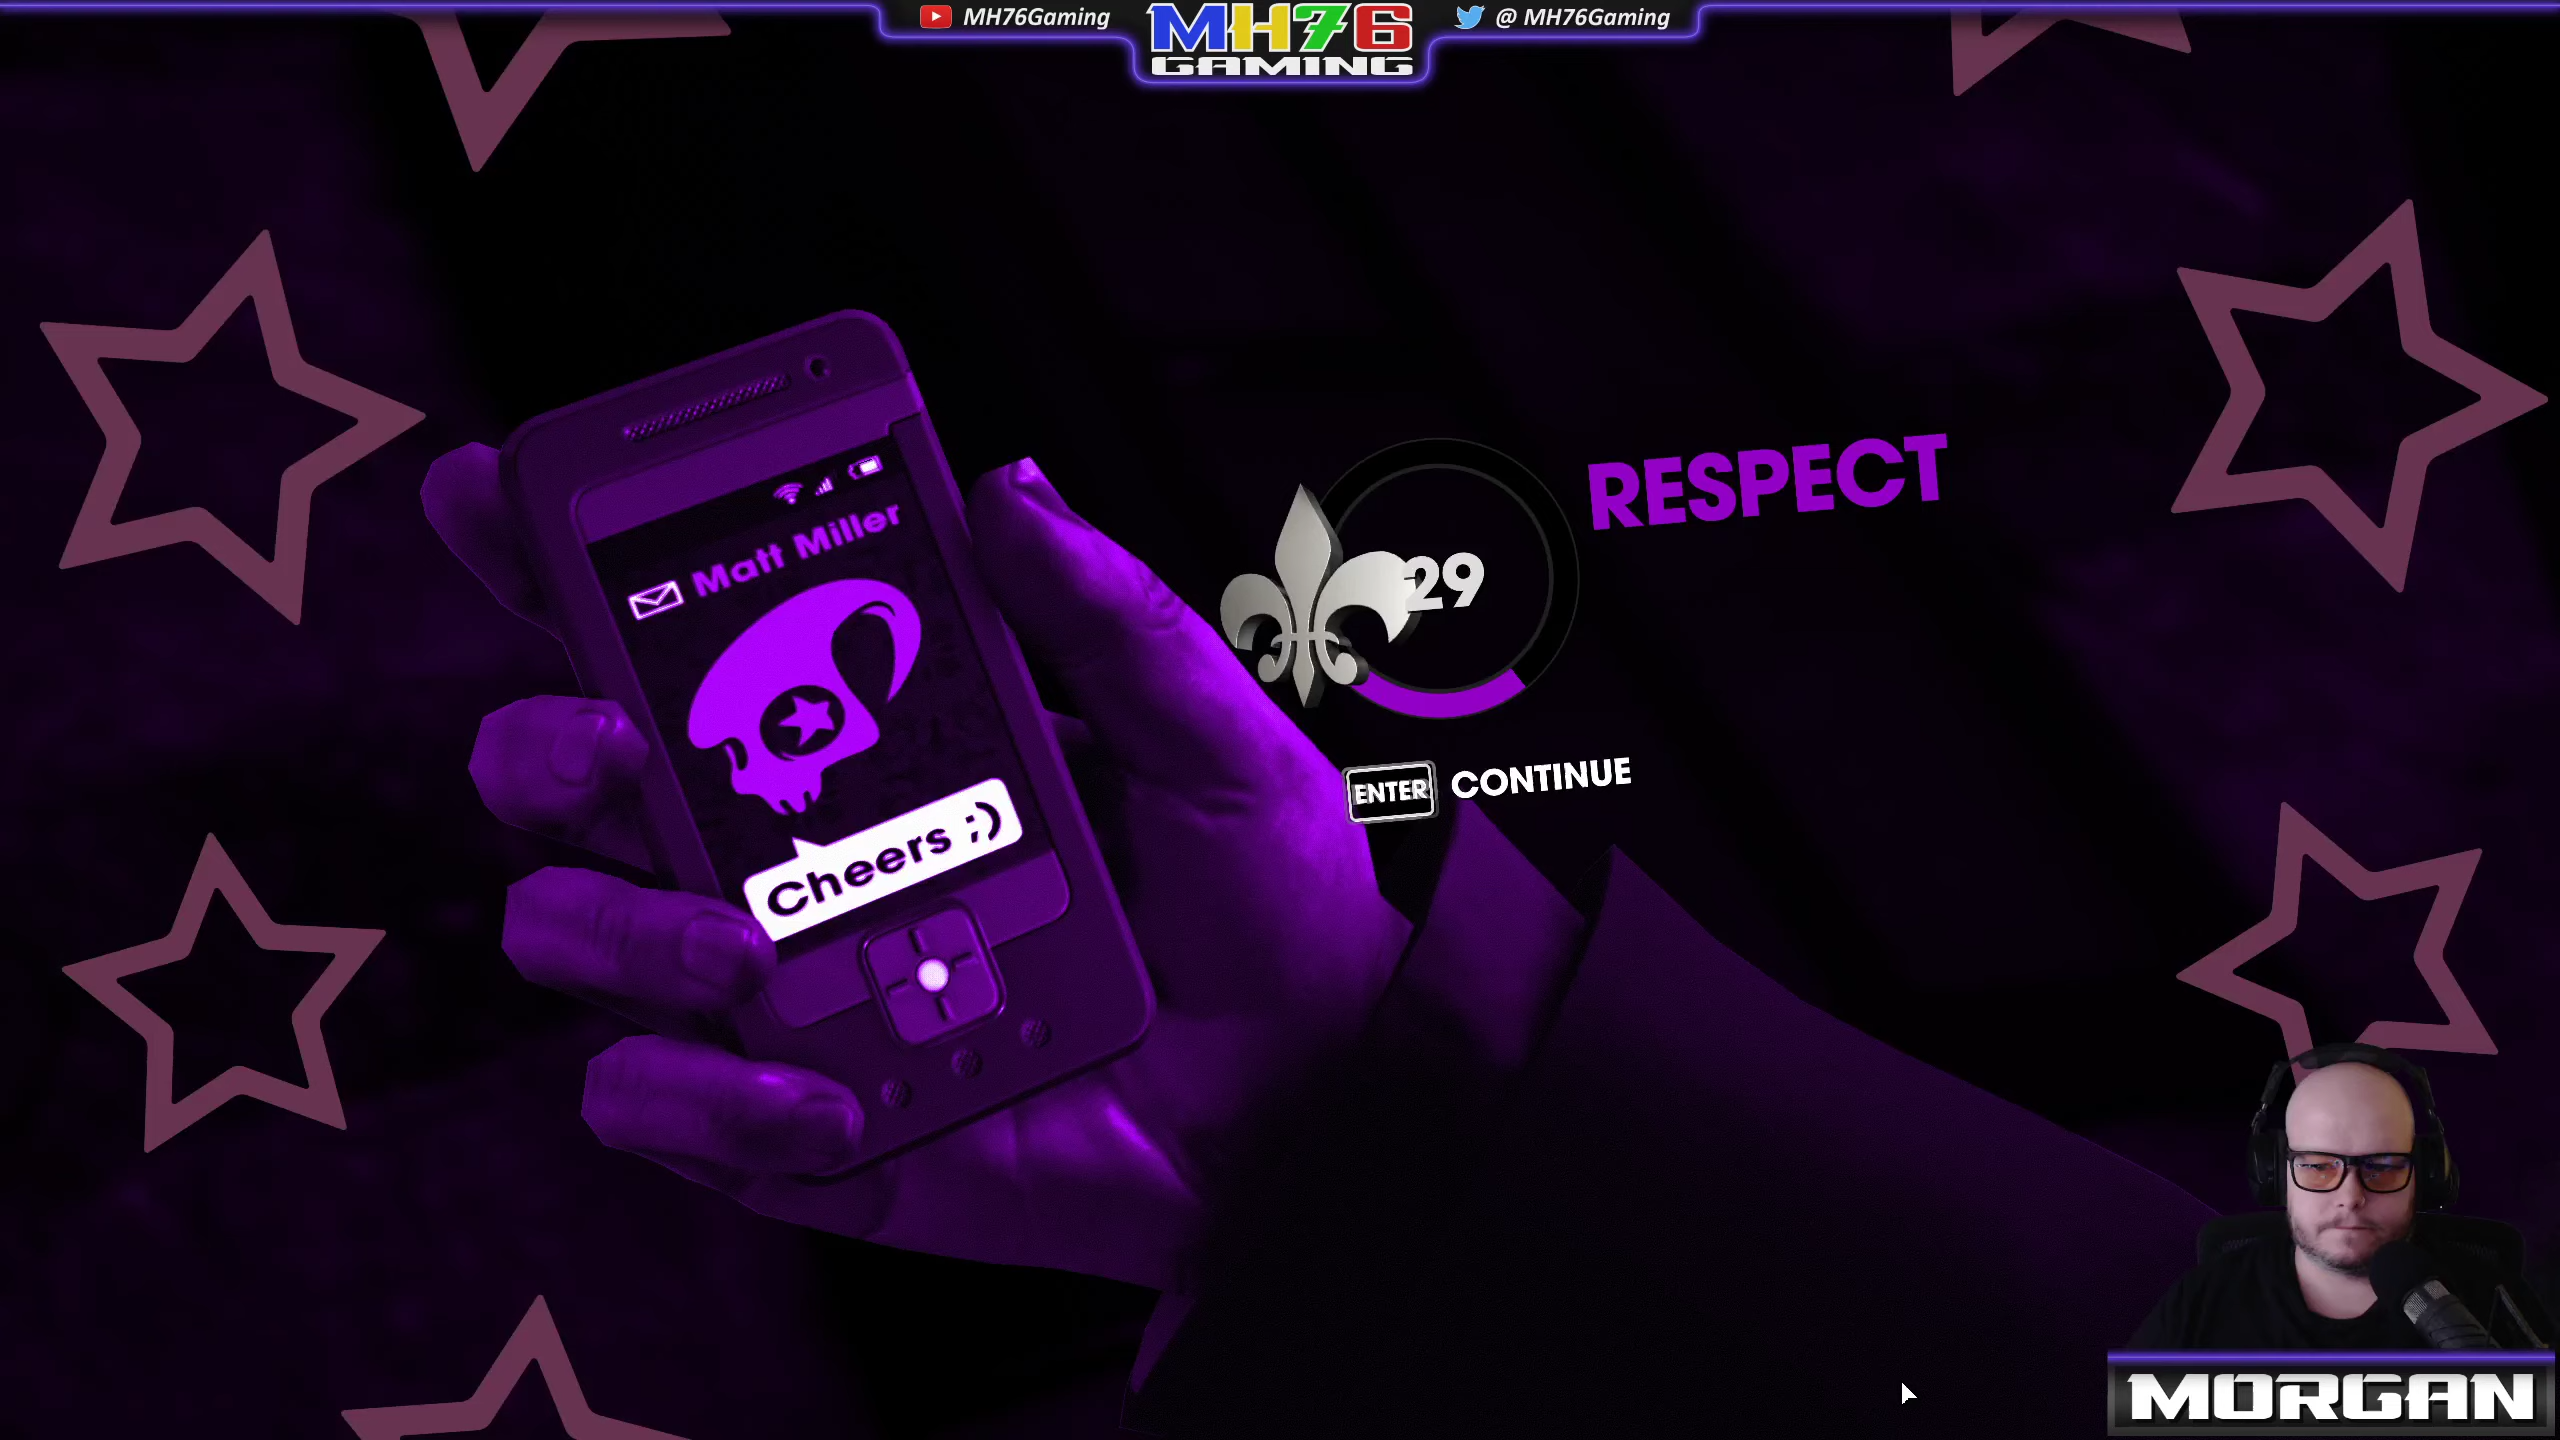 MH76Gaming
MH76
GAMING
@ MH76Gaming
RESPECT
Matt Miller
29
ENTER CONTINUE
Cheers ;)
MORGAN